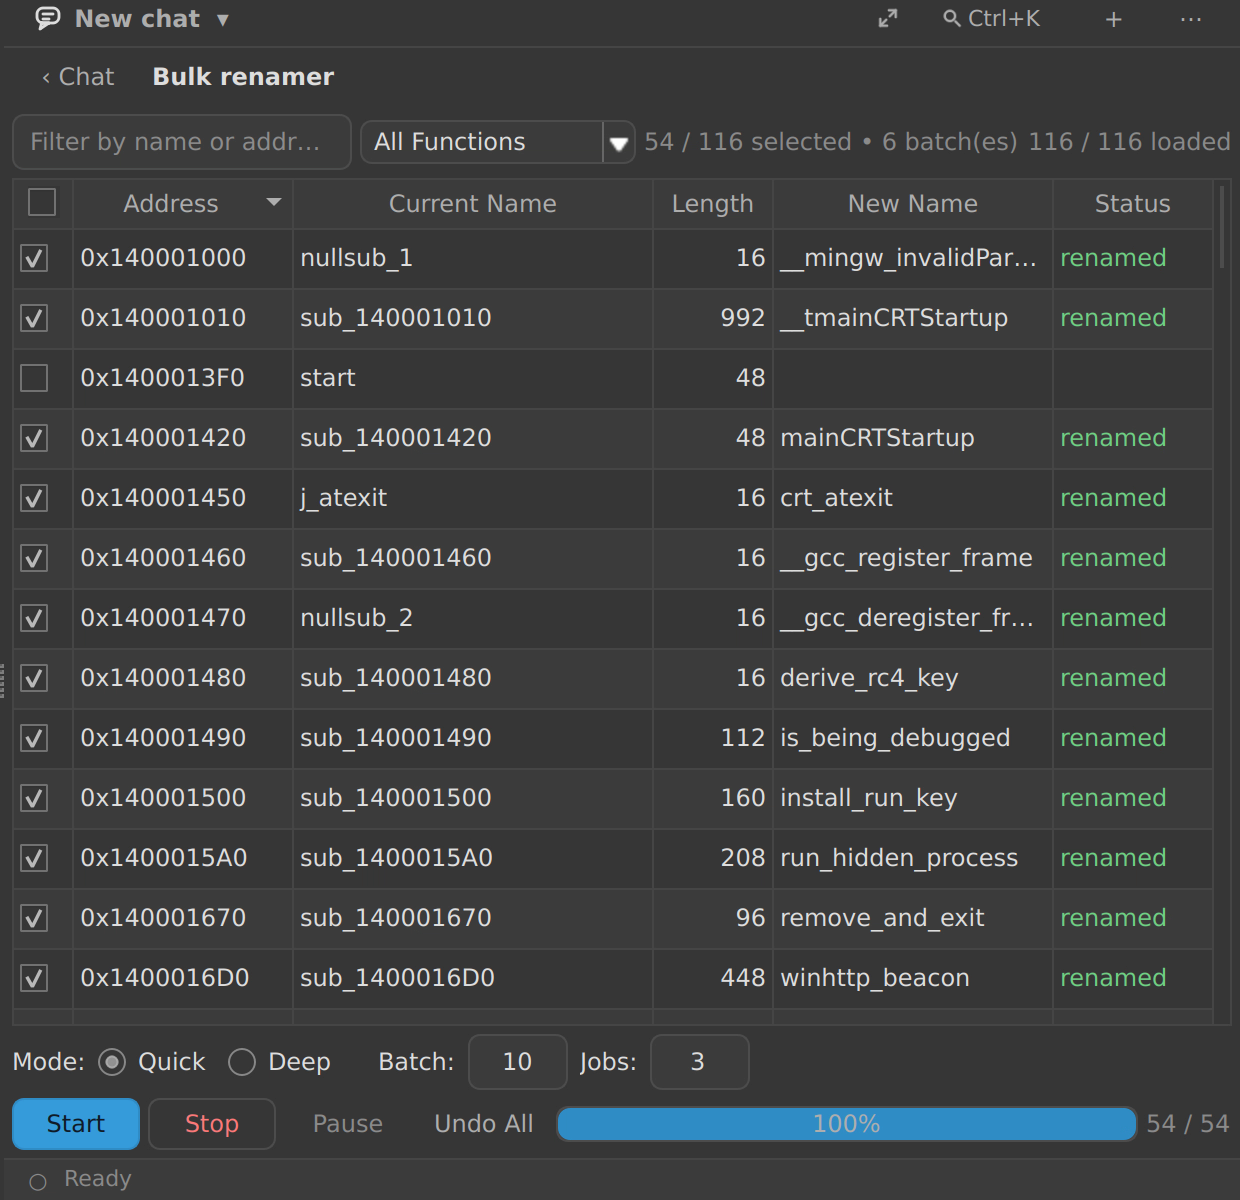 New chat ▼ Ctrl+K + ...
‹ Chat Bulk renamer
Filter by name or addr... All Functions 54 / 116 selected • 6 batch(es) 116 / 116 loaded
Address Current Name Length New Name Status
0x140001000 nullsub_1 16 __mingw_invalidPar... renamed
0x140001010 sub_140001010 992 __tmainCRTStartup renamed
0x1400013F0 start 48
0x140001420 sub_140001420 48 mainCRTStartup renamed
0x140001450 j_atexit 16 crt_atexit renamed
0x140001460 sub_140001460 16 __gcc_register_frame renamed
0x140001470 nullsub_2 16 __gcc_deregister_fr... renamed
0x140001480 sub_140001480 16 derive_rc4_key renamed
0x140001490 sub_140001490 112 is_being_debugged renamed
0x140001500 sub_140001500 160 install_run_key renamed
0x1400015A0 sub_1400015A0 208 run_hidden_process renamed
0x140001670 sub_140001670 96 remove_and_exit renamed
0x1400016D0 sub_1400016D0 448 winhttp_beacon renamed
Mode: Quick Deep Batch: 10 Jobs: 3
Start Stop Pause Undo All 100% 54 / 54
Ready